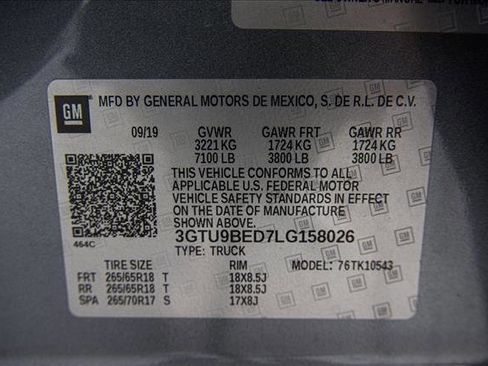 GM
MFD BY GENERAL MOTORS DE MEXICO, S. DE R.L. DE C.V.
09/19 GVWR GAWR FRT GAWR RR
3221 KG 1724 KG 1724 KG
7100 LB 3800 LB 3800 LB
THIS VEHICLE CONFORMS TO ALL
APPLICABLE U.S. FEDERAL MOTOR
VEHICLE SAFETY STANDARDS IN EFFECT
ON THE DATE OF MANUFACTURE
SHOWN ABOVE.
464C
3GTU9BED7LG158026
TYPE: TRUCK
TIRE SIZE RIM MODEL: 76TK10543
FRT 265/65R18 T 18X8.5J
RR 265/65R18 T 18X8.5J
SPA 265/70R17 S 17X8J